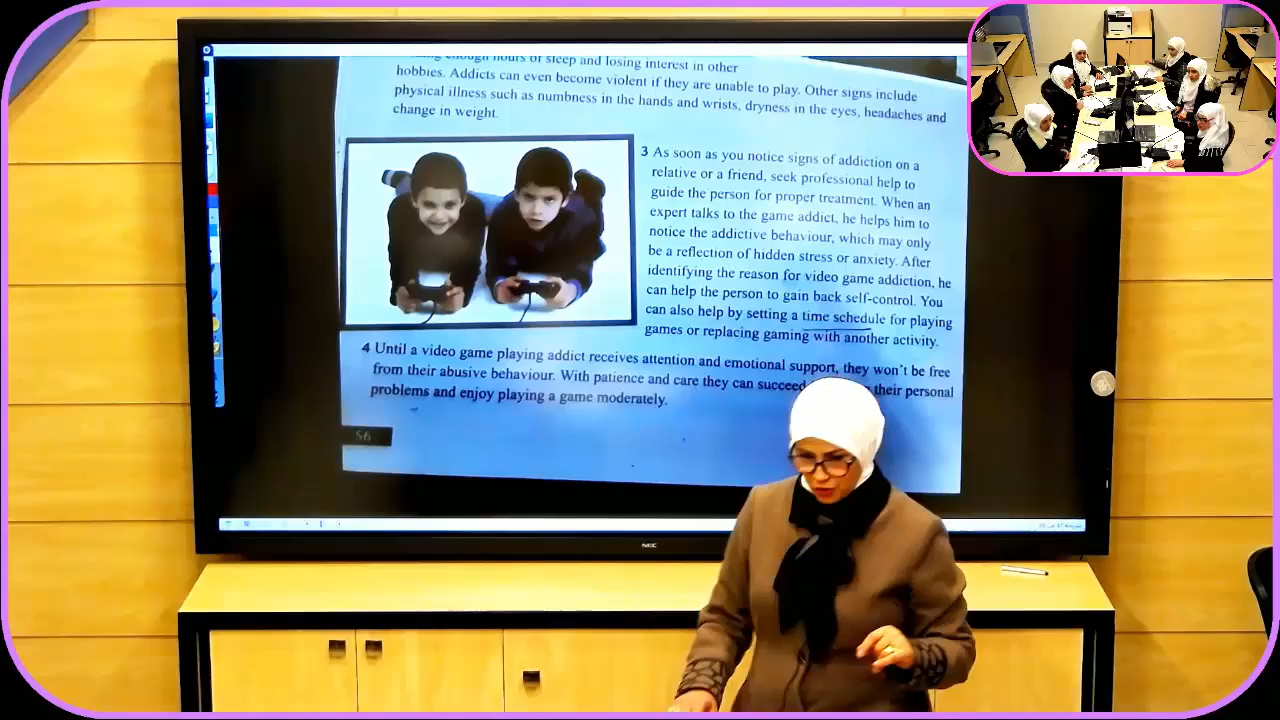 hours of sleep and losing interest in other
hobbies. Addicts can even become violent if they are unable to play. Other signs include
physical illness such as numbness in the hands and wrists, dryness in the eyes, headaches and
change in weight.
3 As soon as you notice signs of addiction on a
relative or a friend, seek professional help to
guide the person for proper treatment. When an
expert talks to the game addict, he helps him to
notice the addictive behaviour, which may only
be a reflection of hidden stress or anxiety. After
identifying the reason for video game addiction, he
can help the person to gain back self-control. You
can also help by setting a time schedule for playing
games or replacing gaming with another activity.
4 Until a video game playing addict receives attention and emotional support, they won't be free
from their abusive behaviour. With patience and care they can succeed their personal
problems and enjoy playing a game moderately.
56
NEC